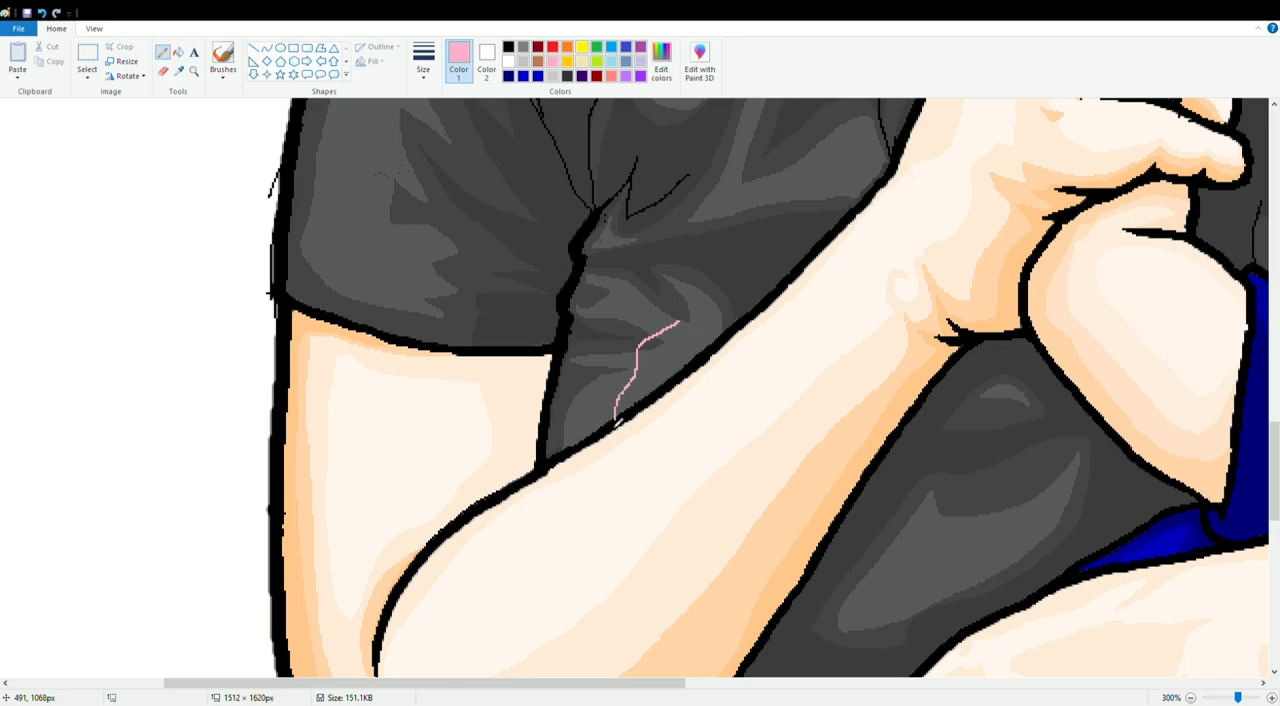 File Home View
Paste Cut Copy
Clipboard
Select Crop Resize Rotate
Image
A
Tools
Brushes
Outline Fill
Shapes
Size
Color 1
Color 2
Edit colors
Colors
Edit with Paint 3D
491, 1068px
1512 × 1620px
Size: 151.1KB
300%